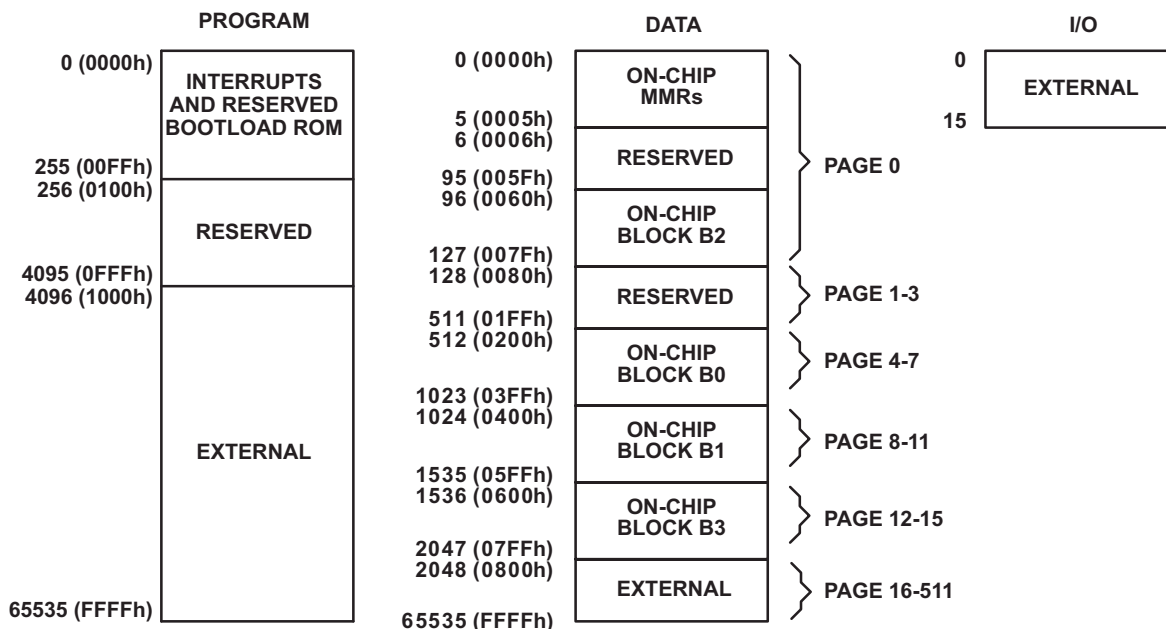 PROGRAM
0 (0000h)
INTERRUPTS
AND RESERVED
BOOTLOAD ROM
255 (00FFh)
256 (0100h)
RESERVED
4095 (0FFFh)
4096 (1000h)
EXTERNAL
65535 (FFFFh)
DATA
0 (0000h)
ON-CHIP
MMRs
5 (0005h)
6 (0006h)
RESERVED
95 (005Fh)
96 (0060h)
ON-CHIP
BLOCK B2
127 (007Fh)
128 (0080h)
RESERVED
511 (01FFh)
512 (0200h)
ON-CHIP
BLOCK B0
1023 (03FFh)
1024 (0400h)
ON-CHIP
BLOCK B1
1535 (05FFh)
1536 (0600h)
ON-CHIP
BLOCK B3
2047 (07FFh)
2048 (0800h)
EXTERNAL
65535 (FFFFh)
PAGE 0
PAGE 1-3
PAGE 4-7
PAGE 8-11
PAGE 12-15
PAGE 16-511
I/O
0
EXTERNAL
15